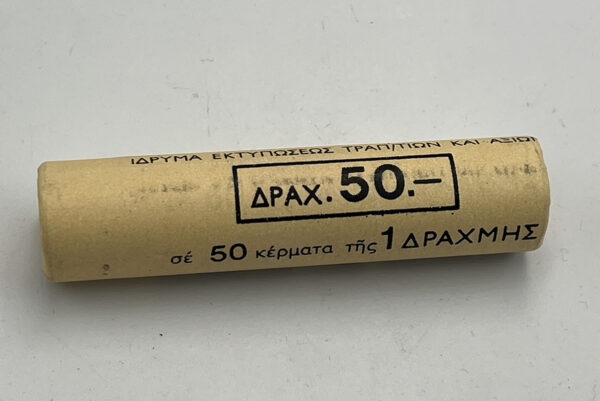 ΙΔΡΥΜΑ ΕΚΤΥΠΩΣΕΩΣ ΤΡΑΠ/ΤΙΩΝ ΚΑΙ ΑΞΙΩ
ΔΡΑΧ. 50.—
σέ 50 κέρματα τῆς 1 ΔΡΑΧΜΗΣ